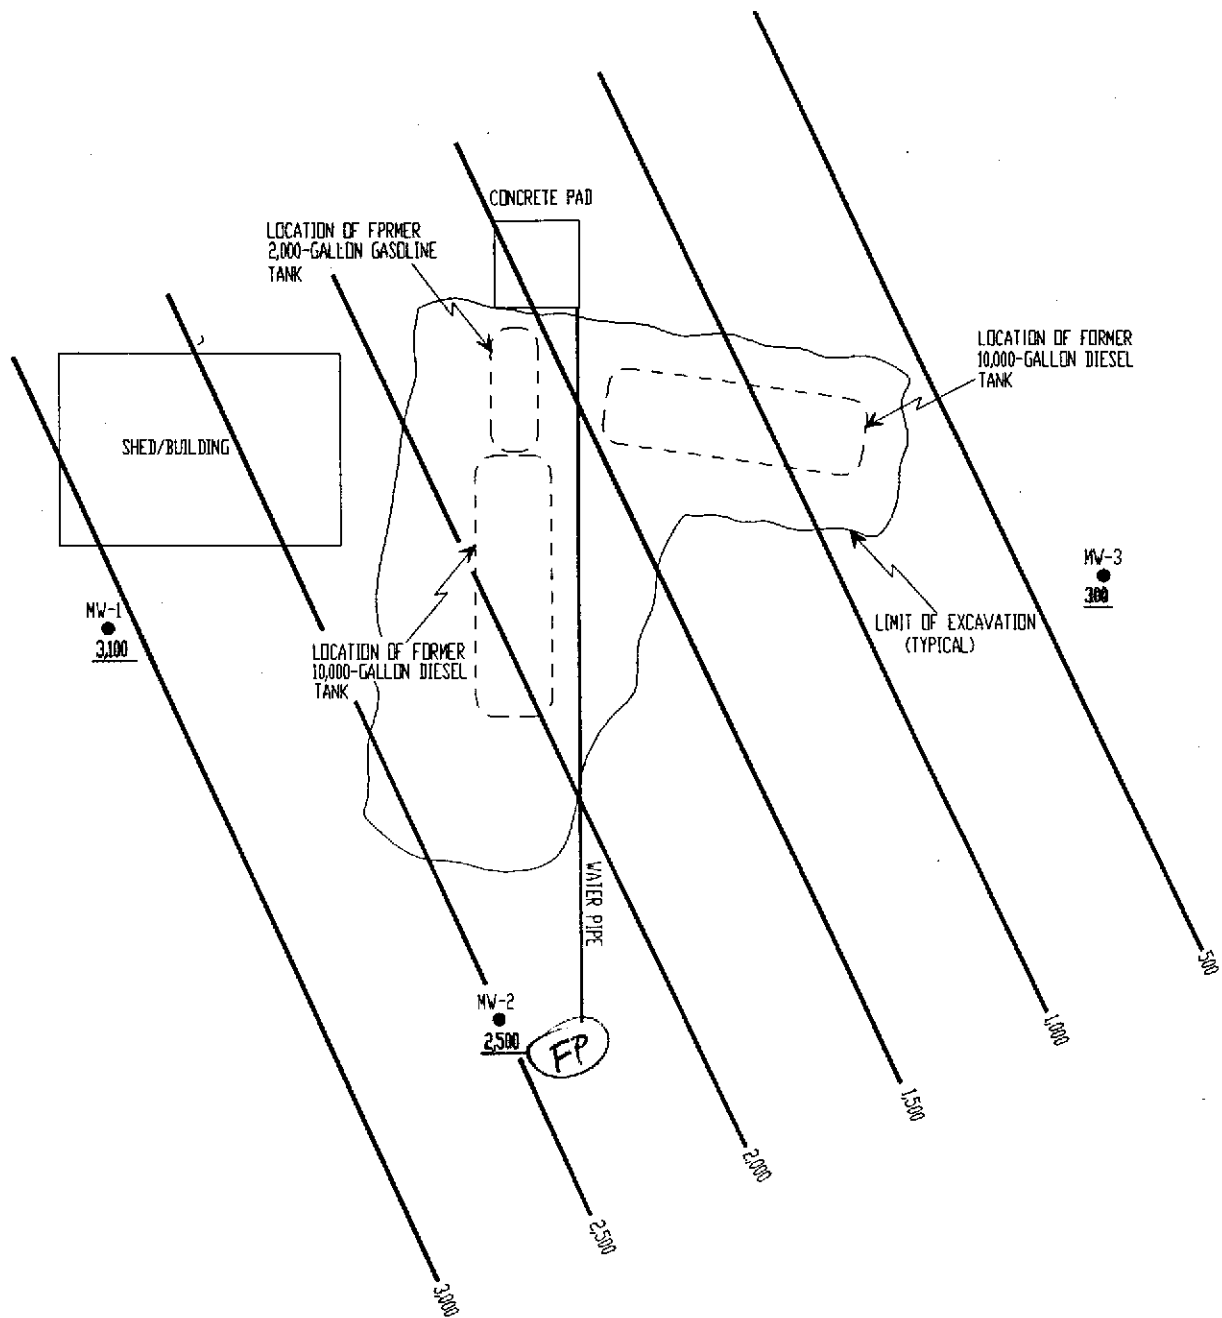 CONCRETE PAD
LOCATION OF FPRMER
2,000-GALLON GASOLINE
TANK
LOCATION OF FORMER
10,000-GALLON DIESEL
TANK
SHED/BUILDING
MW-3
300
MW-1
3,100
LIMIT OF EXCAVATION
(TYPICAL)
LOCATION OF FORMER
10,000-GALLON DIESEL
TANK
WATER PIPE
MW-2
2,500
FP
500
1,000
1,500
2,000
2,500
3,000